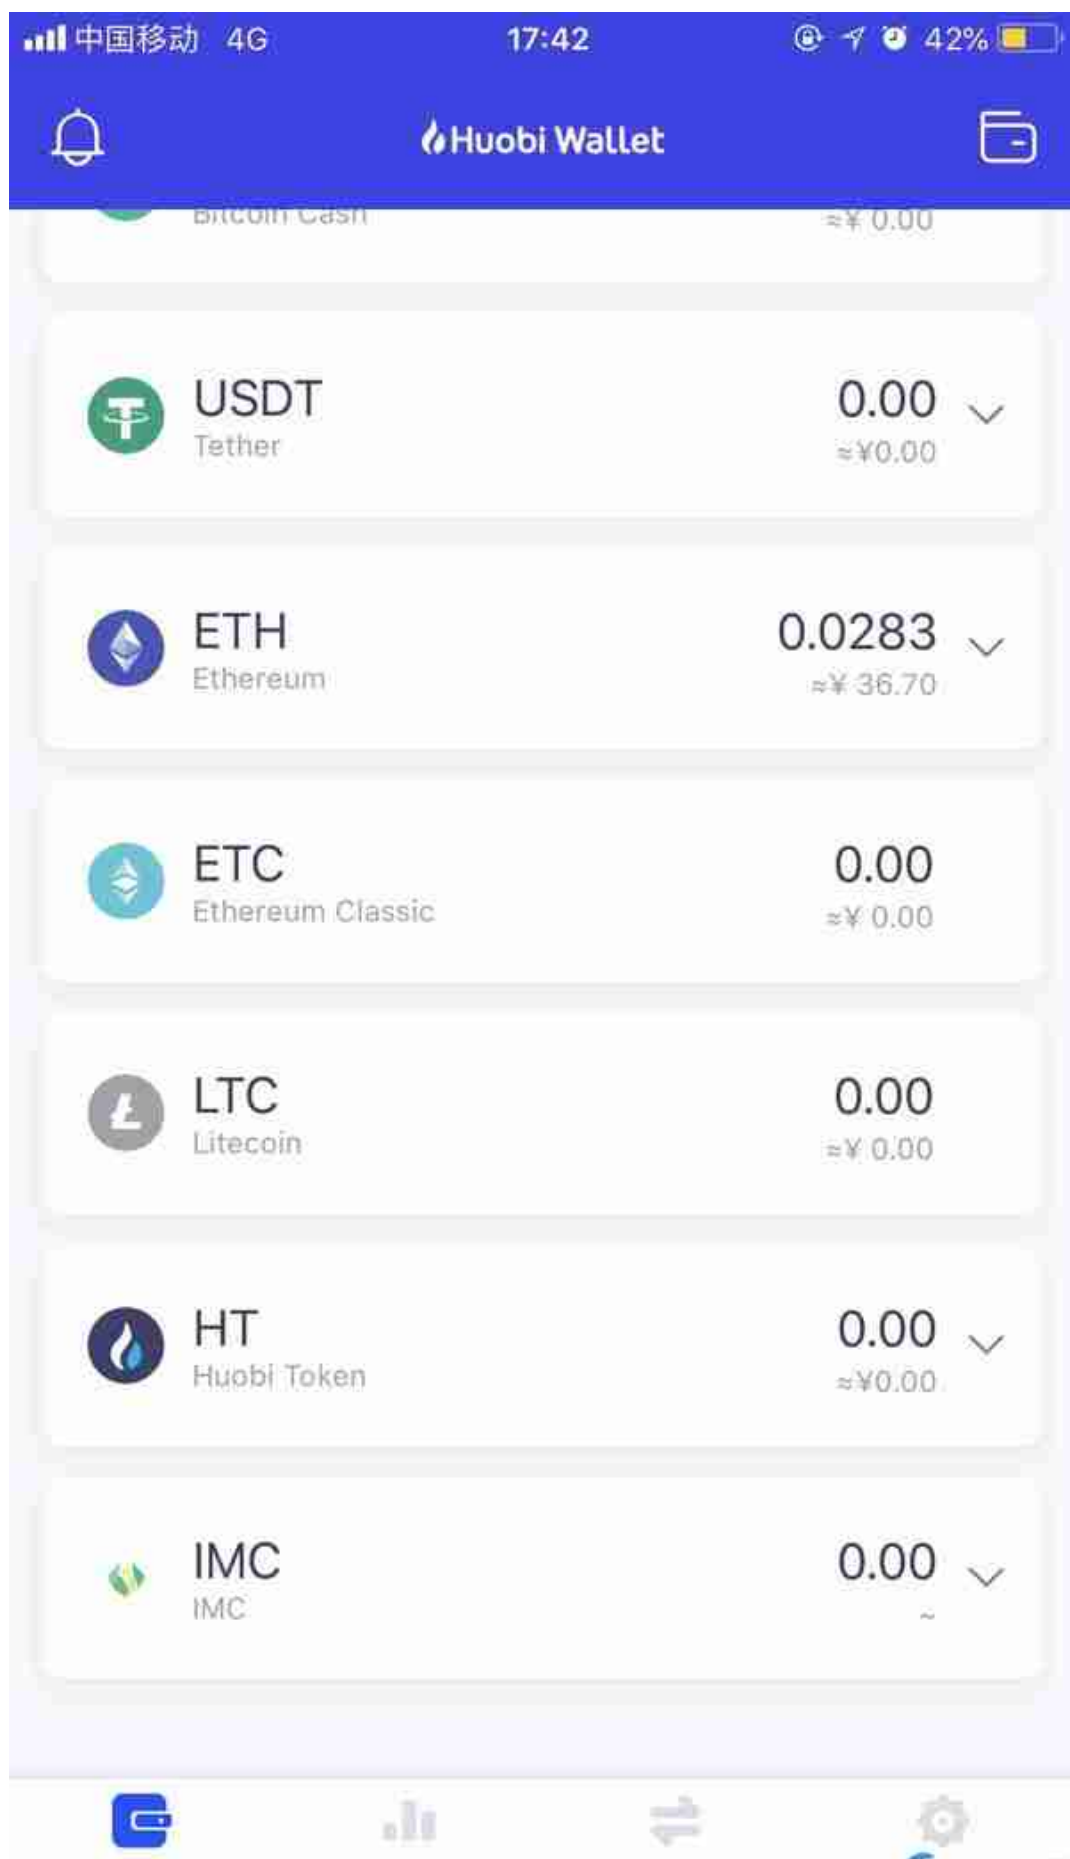 中国移动 4G 17:42 42%
Huobi Wallet
Bitcoin Cash
≈¥ 0.00
USDT 0.00
Tether ≈¥0.00
ETH 0.0283
Ethereum ≈¥ 36.70
ETC 0.00
Ethereum Classic ≈¥ 0.00
LTC 0.00
Litecoin ≈¥ 0.00
HT 0.00
Huobi Token ≈¥0.00
IMC 0.00
IMC ~